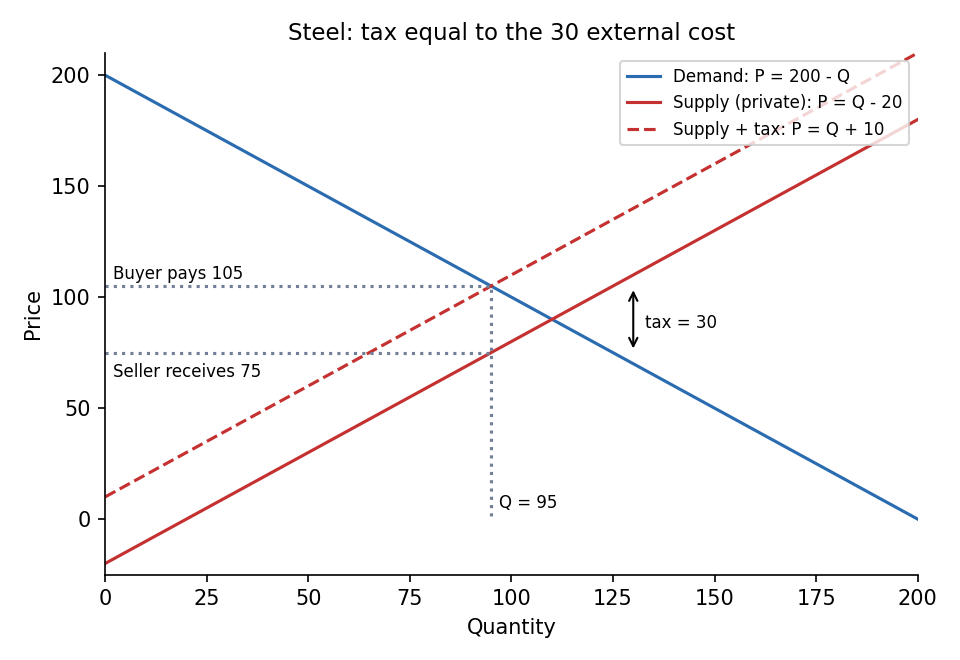 Steel: tax equal to the 30 external cost
Demand: P = 200 - Q
Supply (private): P = Q - 20
Supply + tax: P = Q + 10
200
150
100
50
0
Price
Buyer pays 105
Seller receives 75
tax = 30
Q = 95
0 25 50 75 100 125 150 175 200
Quantity